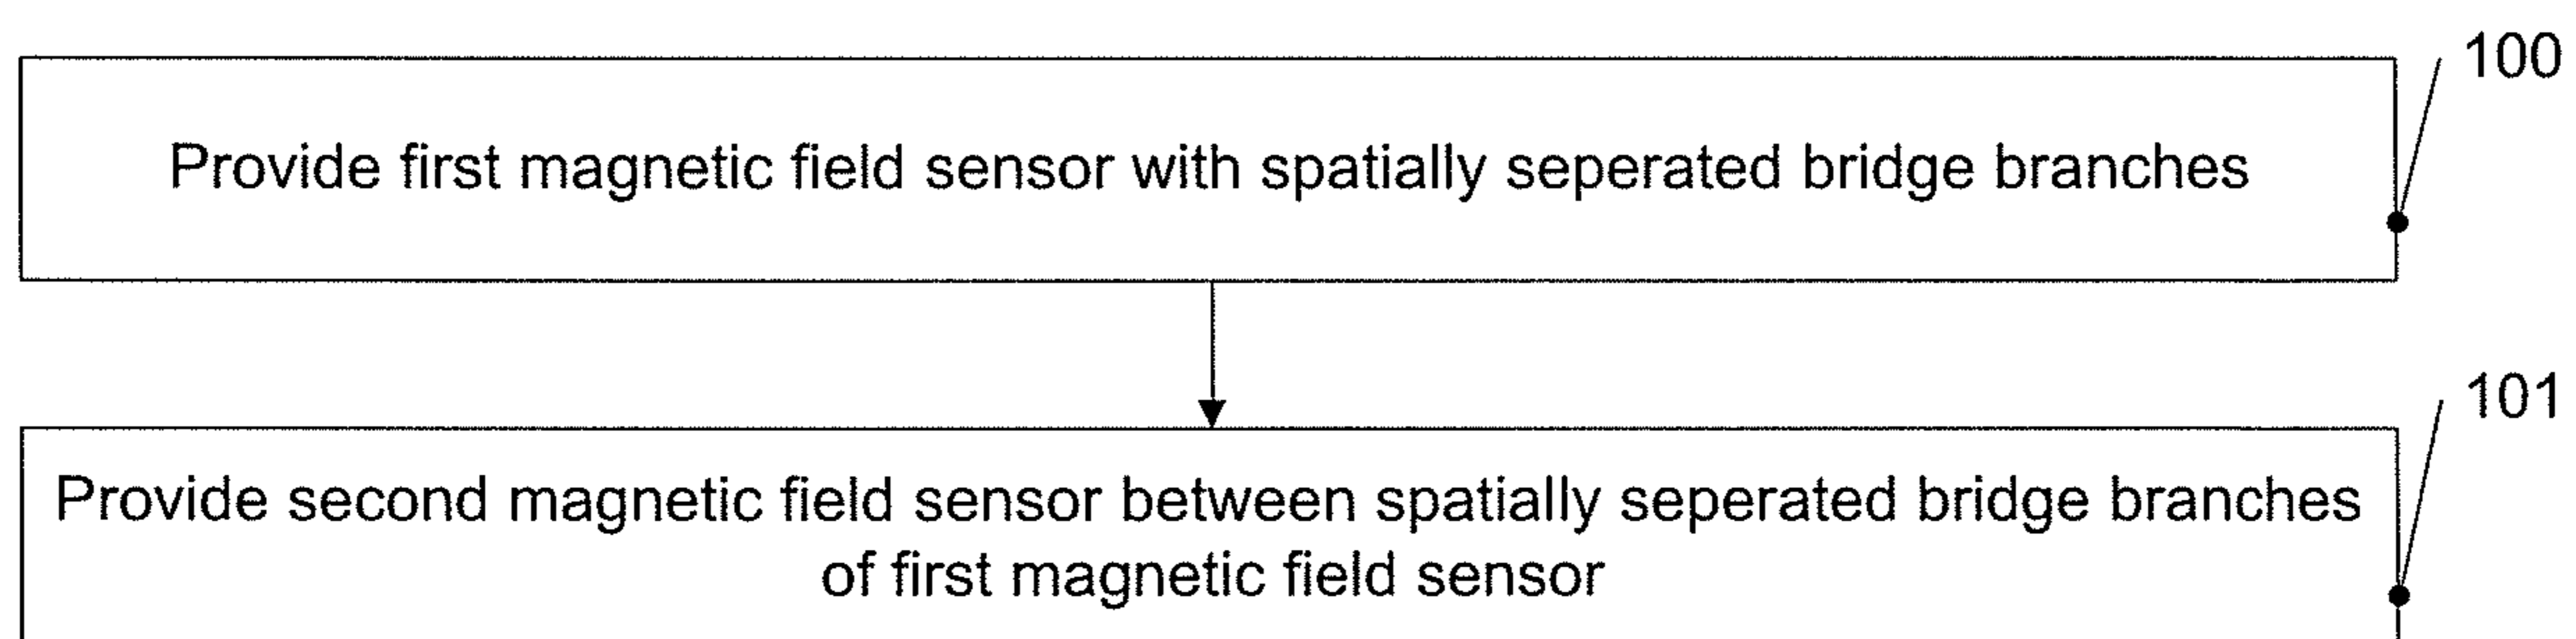 100
Provide first magnetic field sensor with spatially seperated bridge branches
101
Provide second magnetic field sensor between spatially seperated bridge branches
of first magnetic field sensor